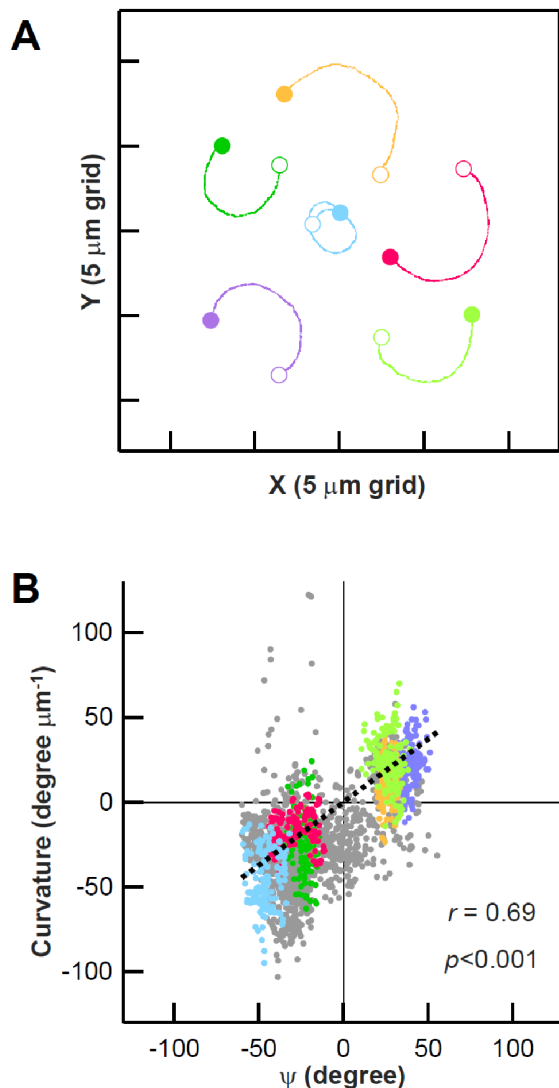 A
Y (5 μm grid)
X (5 μm grid)
B
Curvature (degree μm⁻¹)
100
50
0
-50
-100
r = 0.69
p<0.001
-100
-50
0
50
100
ψ (degree)